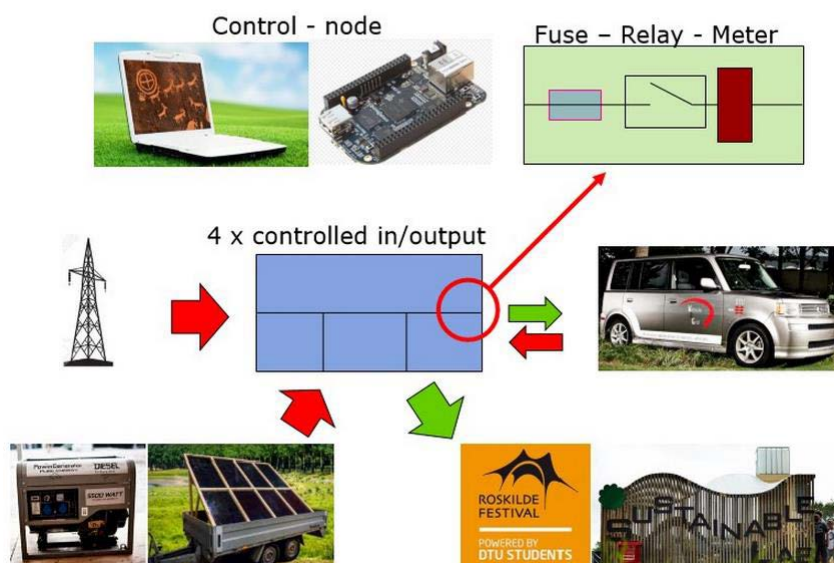 Control - node
Fuse – Relay - Meter
4 x controlled in/output
PowerGenerator
DIESEL
5500 WATT
ROSKILDE
FESTIVAL
POWERED BY
DTU STUDENTS
SUSTAINABLE